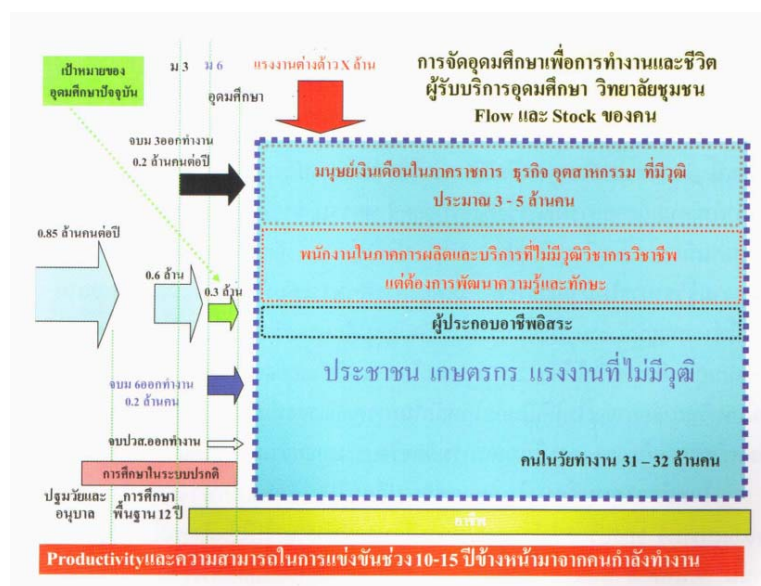 การจัดอุดมศึกษาเพื่อการทำงานและชีวิต
ผู้รับบริการอุดมศึกษา วิทยาลัยชุมชน
Flow และ Stock ของคน
เป้าหมายของ
อุดมศึกษาปัจจุบัน
ม 3
ม 6
อุดมศึกษา
แรงงานต่างด้าว X ล้าน
จบม 3ออกทำงาน
0.2 ล้านคนต่อปี
มนุษย์เงินเดือนในภาคราชการ ธุรกิจ อุตสาหกรรม ที่มีวุฒิ
ประมาณ 3 - 5 ล้านคน
0.85 ล้านคนต่อปี
0.6 ล้าน
0.3 ล้าน
พนักงานในภาคการผลิตและบริการที่ไม่มีวุฒิวิชาการวิชาชีพ
แต่ต้องการพัฒนาความรู้และทักษะ
ผู้ประกอบอาชีพอิสระ
ประชาชน เกษตรกร แรงงานที่ไม่มีวุฒิ
จบม 6ออกทำงาน
0.2 ล้านคน
จบปวส.ออกทำงาน
คนในวัยทำงาน 31 – 32 ล้านคน
การศึกษาในระบบปรกติ
ปฐมวัยและ
อนุบาล
การศึกษา
พื้นฐาน 12 ปี
อาชีพ
Productivityและความสามารถในการแข่งขันช่วง 10-15 ปีข้างหน้ามาจากคนกำลังทำงาน